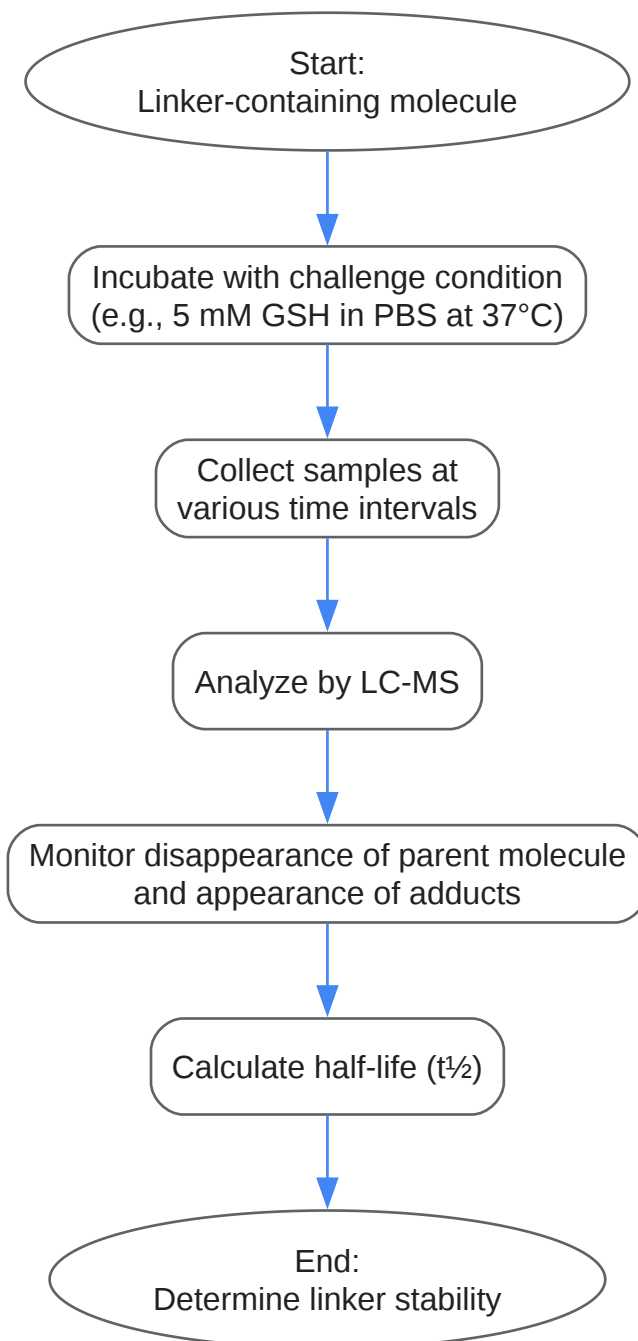 Start:
Linker-containing molecule
Incubate with challenge condition
(e.g., 5 mM GSH in PBS at 37°C)
Collect samples at
various time intervals
Analyze by LC-MS
Monitor disappearance of parent molecule
and appearance of adducts
Calculate half-life (t½)
End:
Determine linker stability